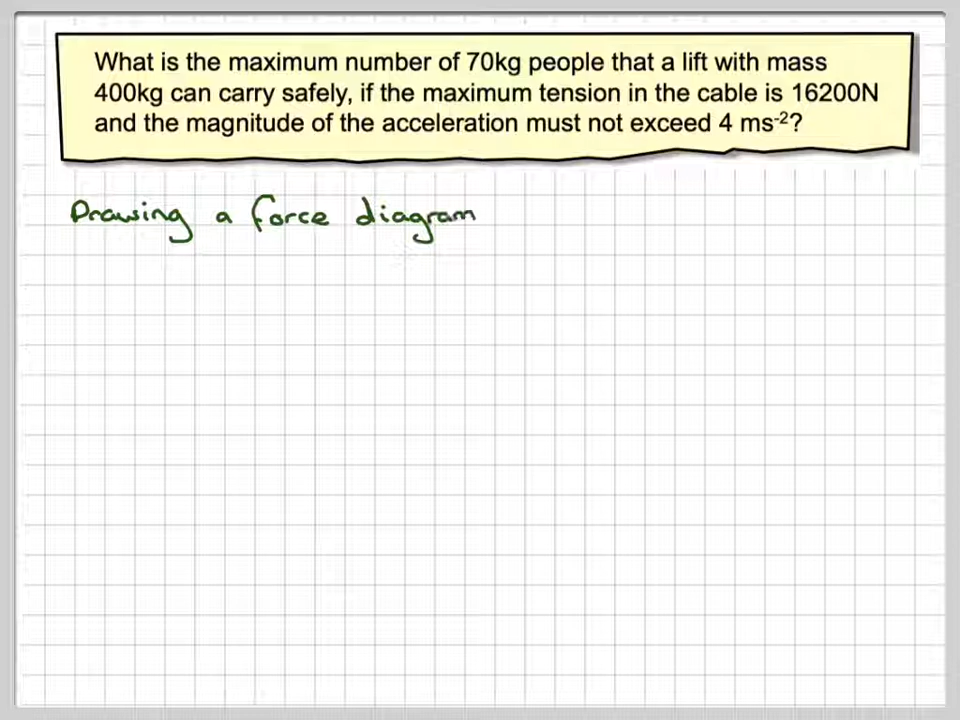 What is the maximum number of 70kg people that a lift with mass
400kg can carry safely, if the maximum tension in the cable is 16200N
and the magnitude of the acceleration must not exceed 4 ms⁻²?
Drawing a force diagram